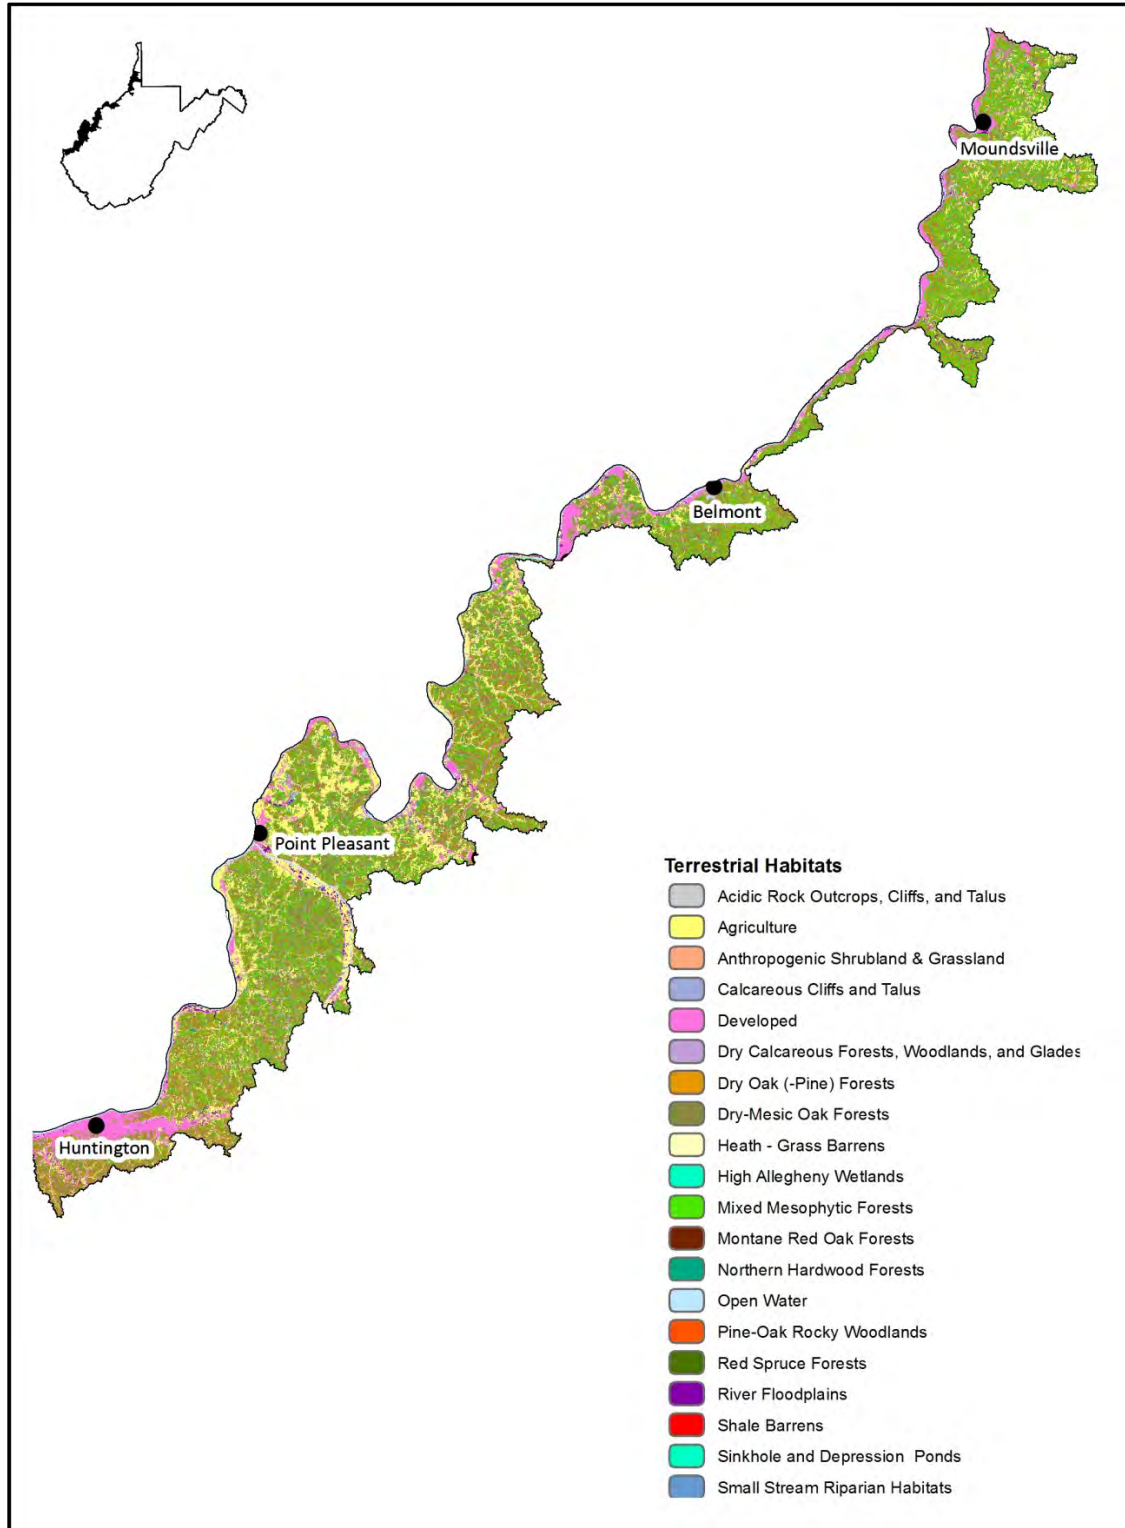 Moundsville
Belmont
Point Pleasant
Huntington
Terrestrial Habitats
Acidic Rock Outcrops, Cliffs, and Talus
Agriculture
Anthropogenic Shrubland & Grassland
Calcareous Cliffs and Talus
Developed
Dry Calcareous Forests, Woodlands, and Glades
Dry Oak (-Pine) Forests
Dry-Mesic Oak Forests
Heath - Grass Barrens
High Allegheny Wetlands
Mixed Mesophytic Forests
Montane Red Oak Forests
Northern Hardwood Forests
Open Water
Pine-Oak Rocky Woodlands
Red Spruce Forests
River Floodplains
Shale Barrens
Sinkhole and Depression Ponds
Small Stream Riparian Habitats